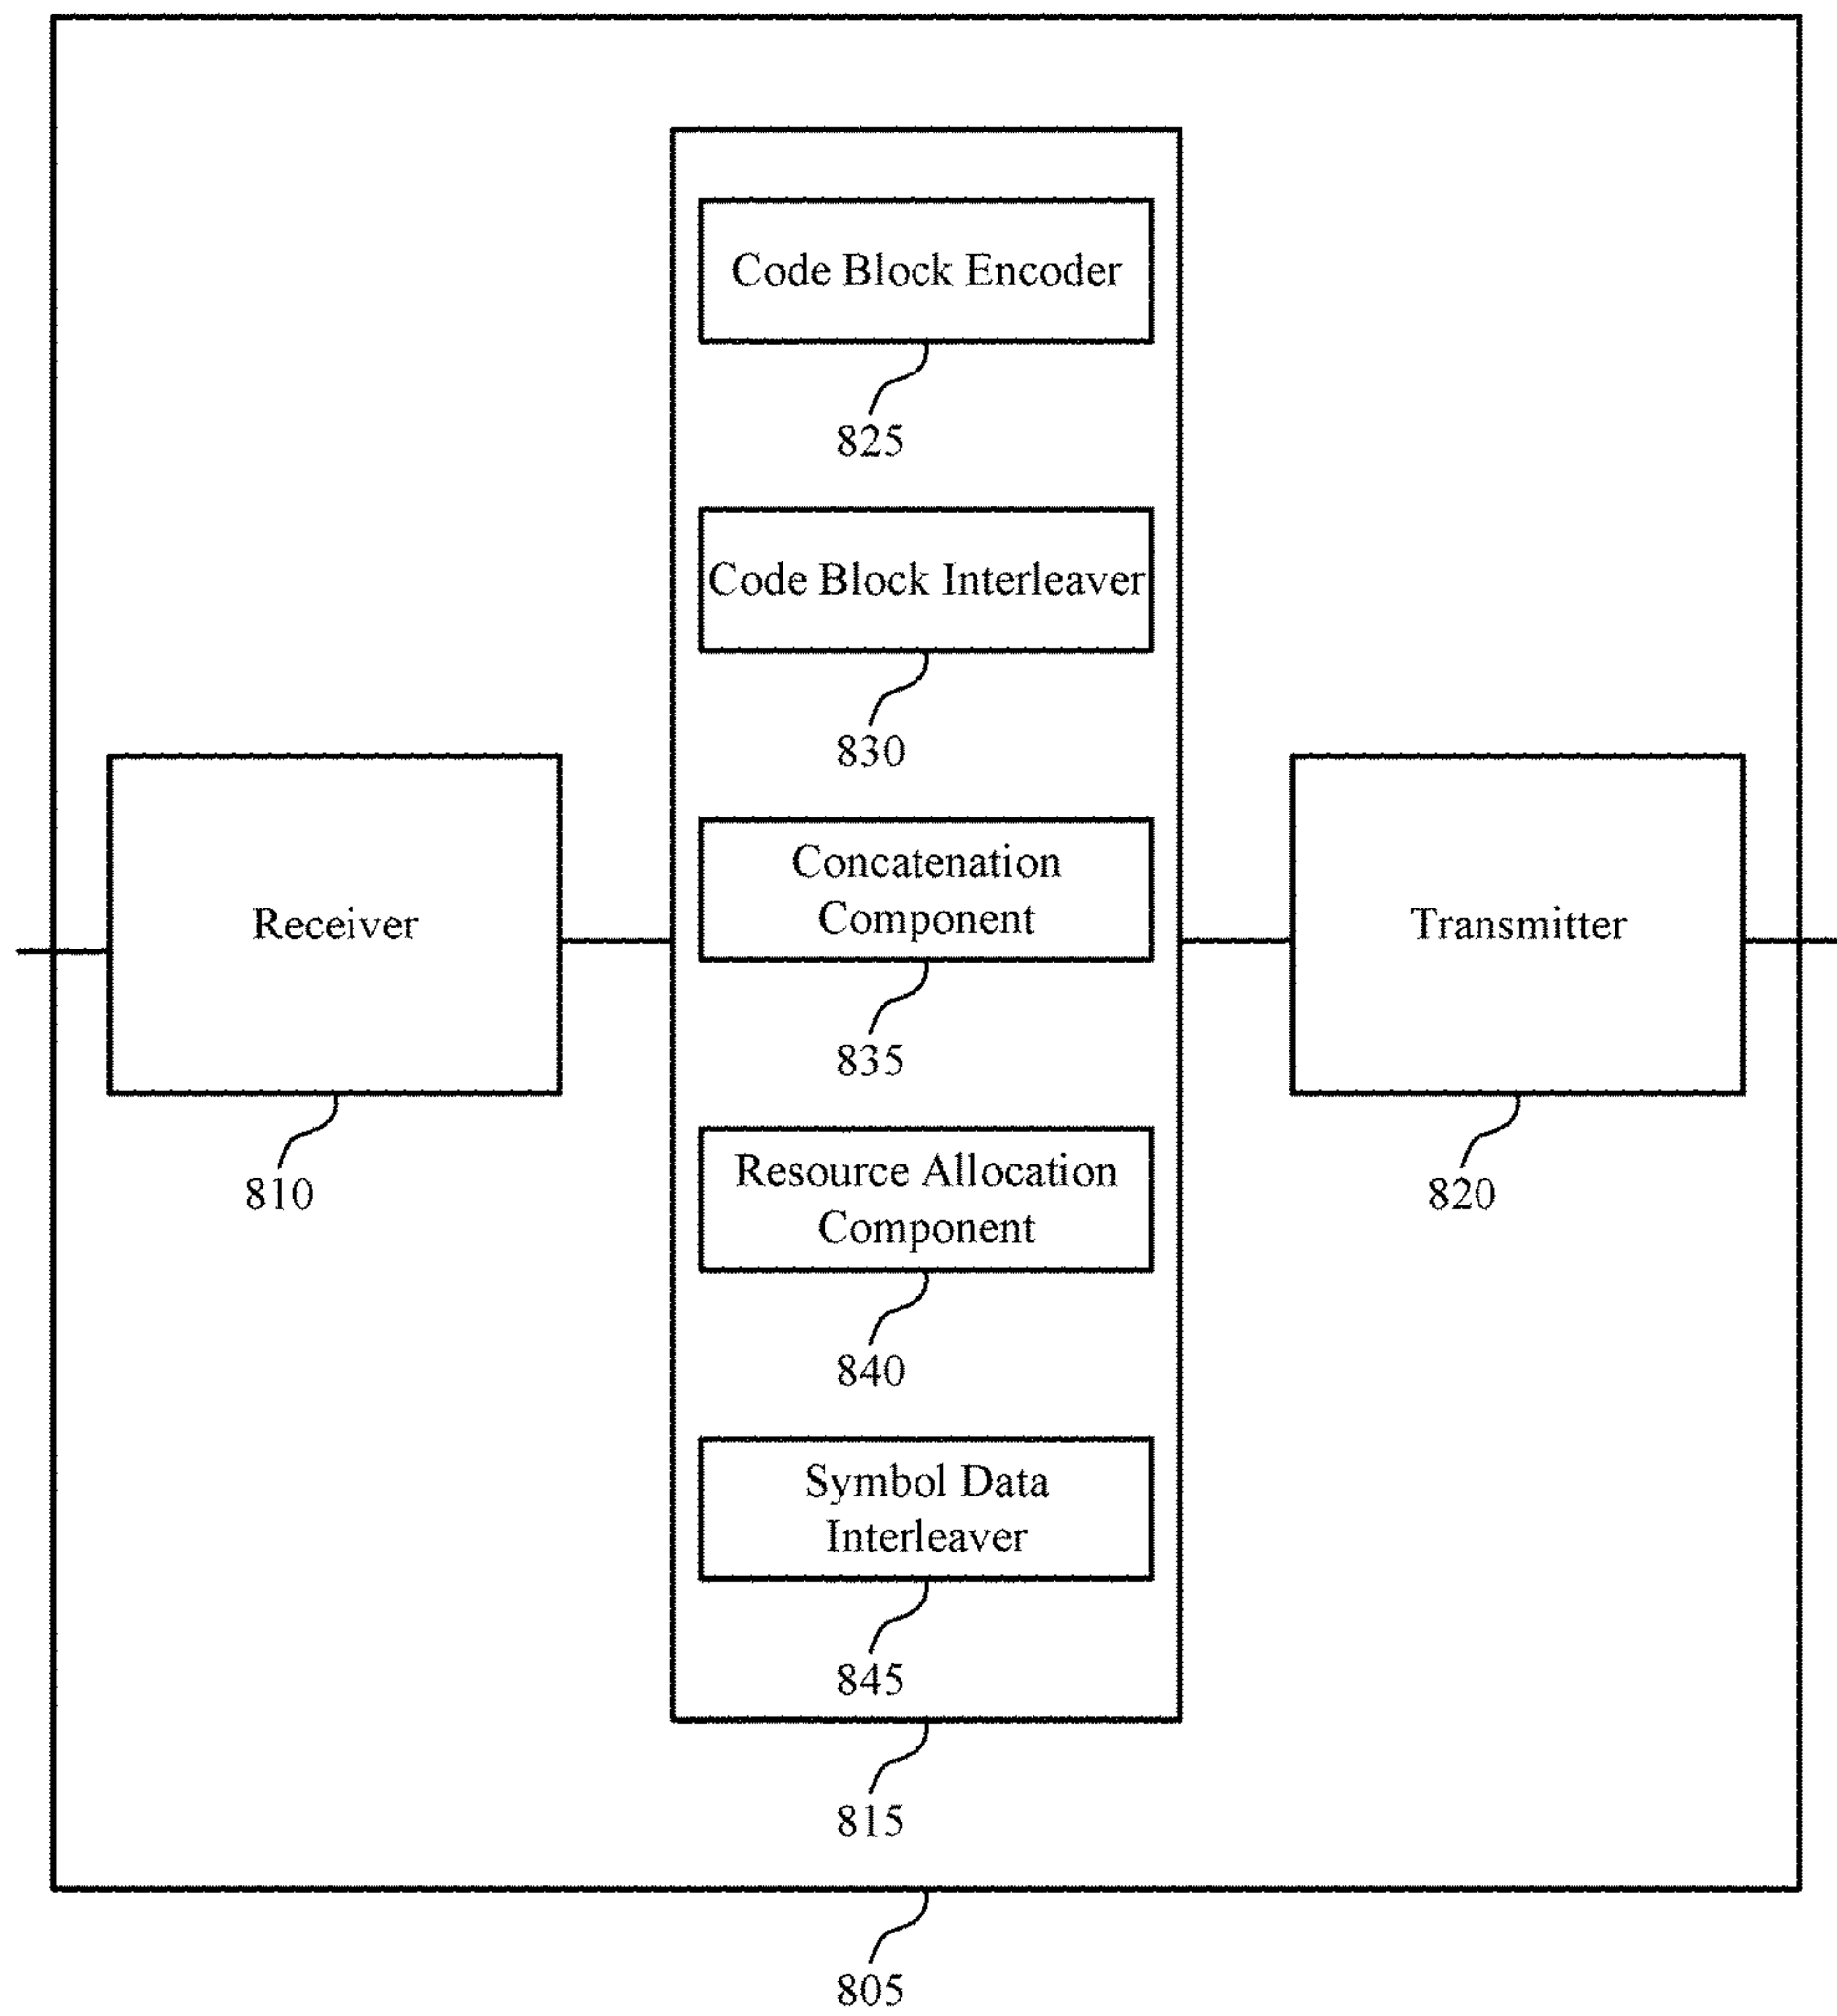 Code Block Encoder
825
Code Block Interleaver
830
Receiver
810
Concatenation
Component
835
Transmitter
820
Resource Allocation
Component
840
Symbol Data
Interleaver
845
815
805